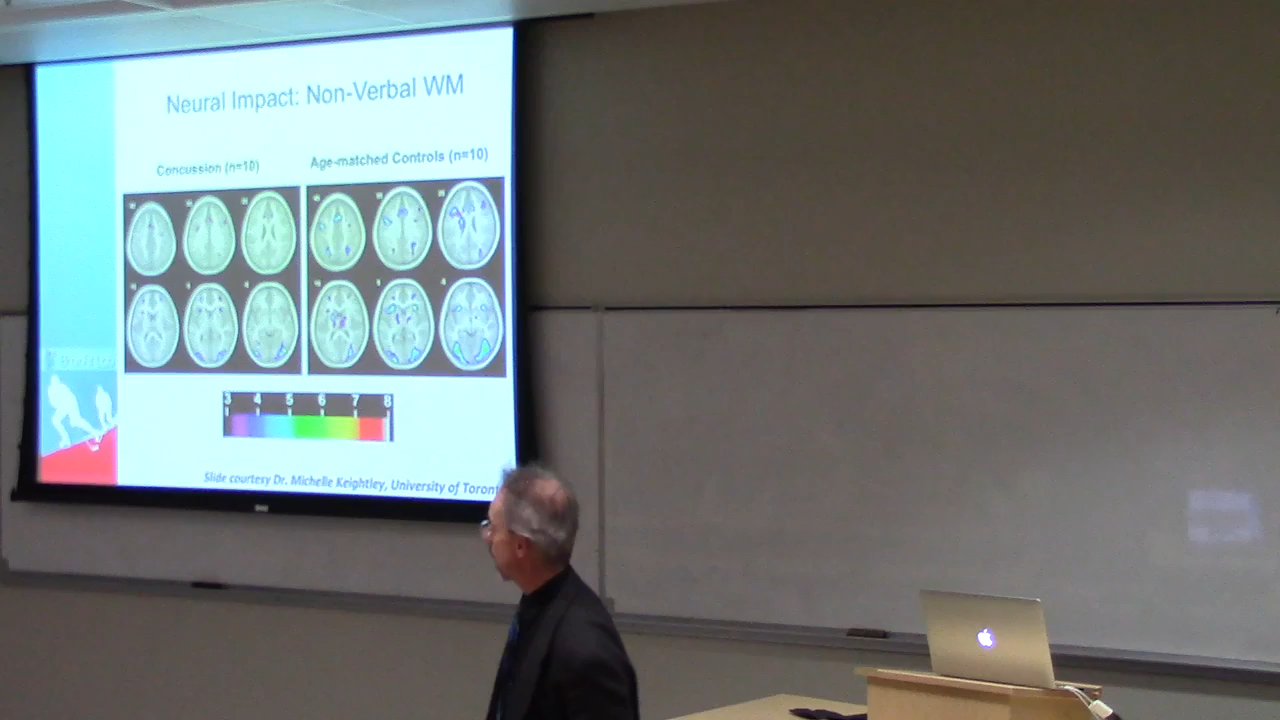 Neural Impact: Non-Verbal WM
Concussion (n=10)
Age-matched Controls (n=10)
3 4 5 6 7 8
Slide courtesy Dr. Michelle Keightley, University of Toront